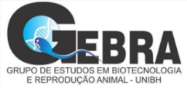 GEBRA
GRUPO DE ESTUDOS EM BIOTECNOLOGIA
E REPRODUÇÃO ANIMAL - UNIBH